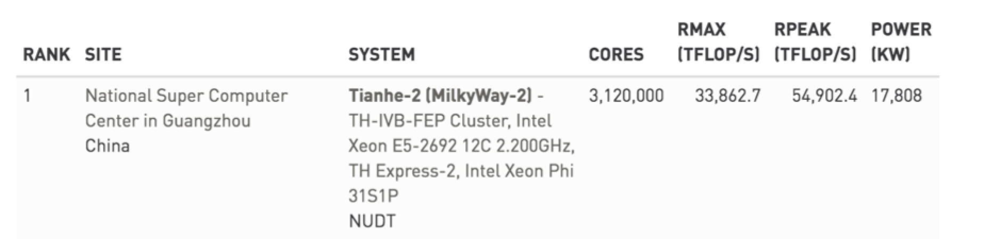 RANK SITE SYSTEM CORES RMAX (TFLOP/S) RPEAK (TFLOP/S) POWER (KW)
1 National Super Computer Tianhe-2 (MilkyWay-2) - 3,120,000 33,862.7 54,902.4 17,808
Center in Guangzhou TH-IVB-FEP Cluster, Intel
China Xeon E5-2692 12C 2.200GHz,
TH Express-2, Intel Xeon Phi
31S1P
NUDT